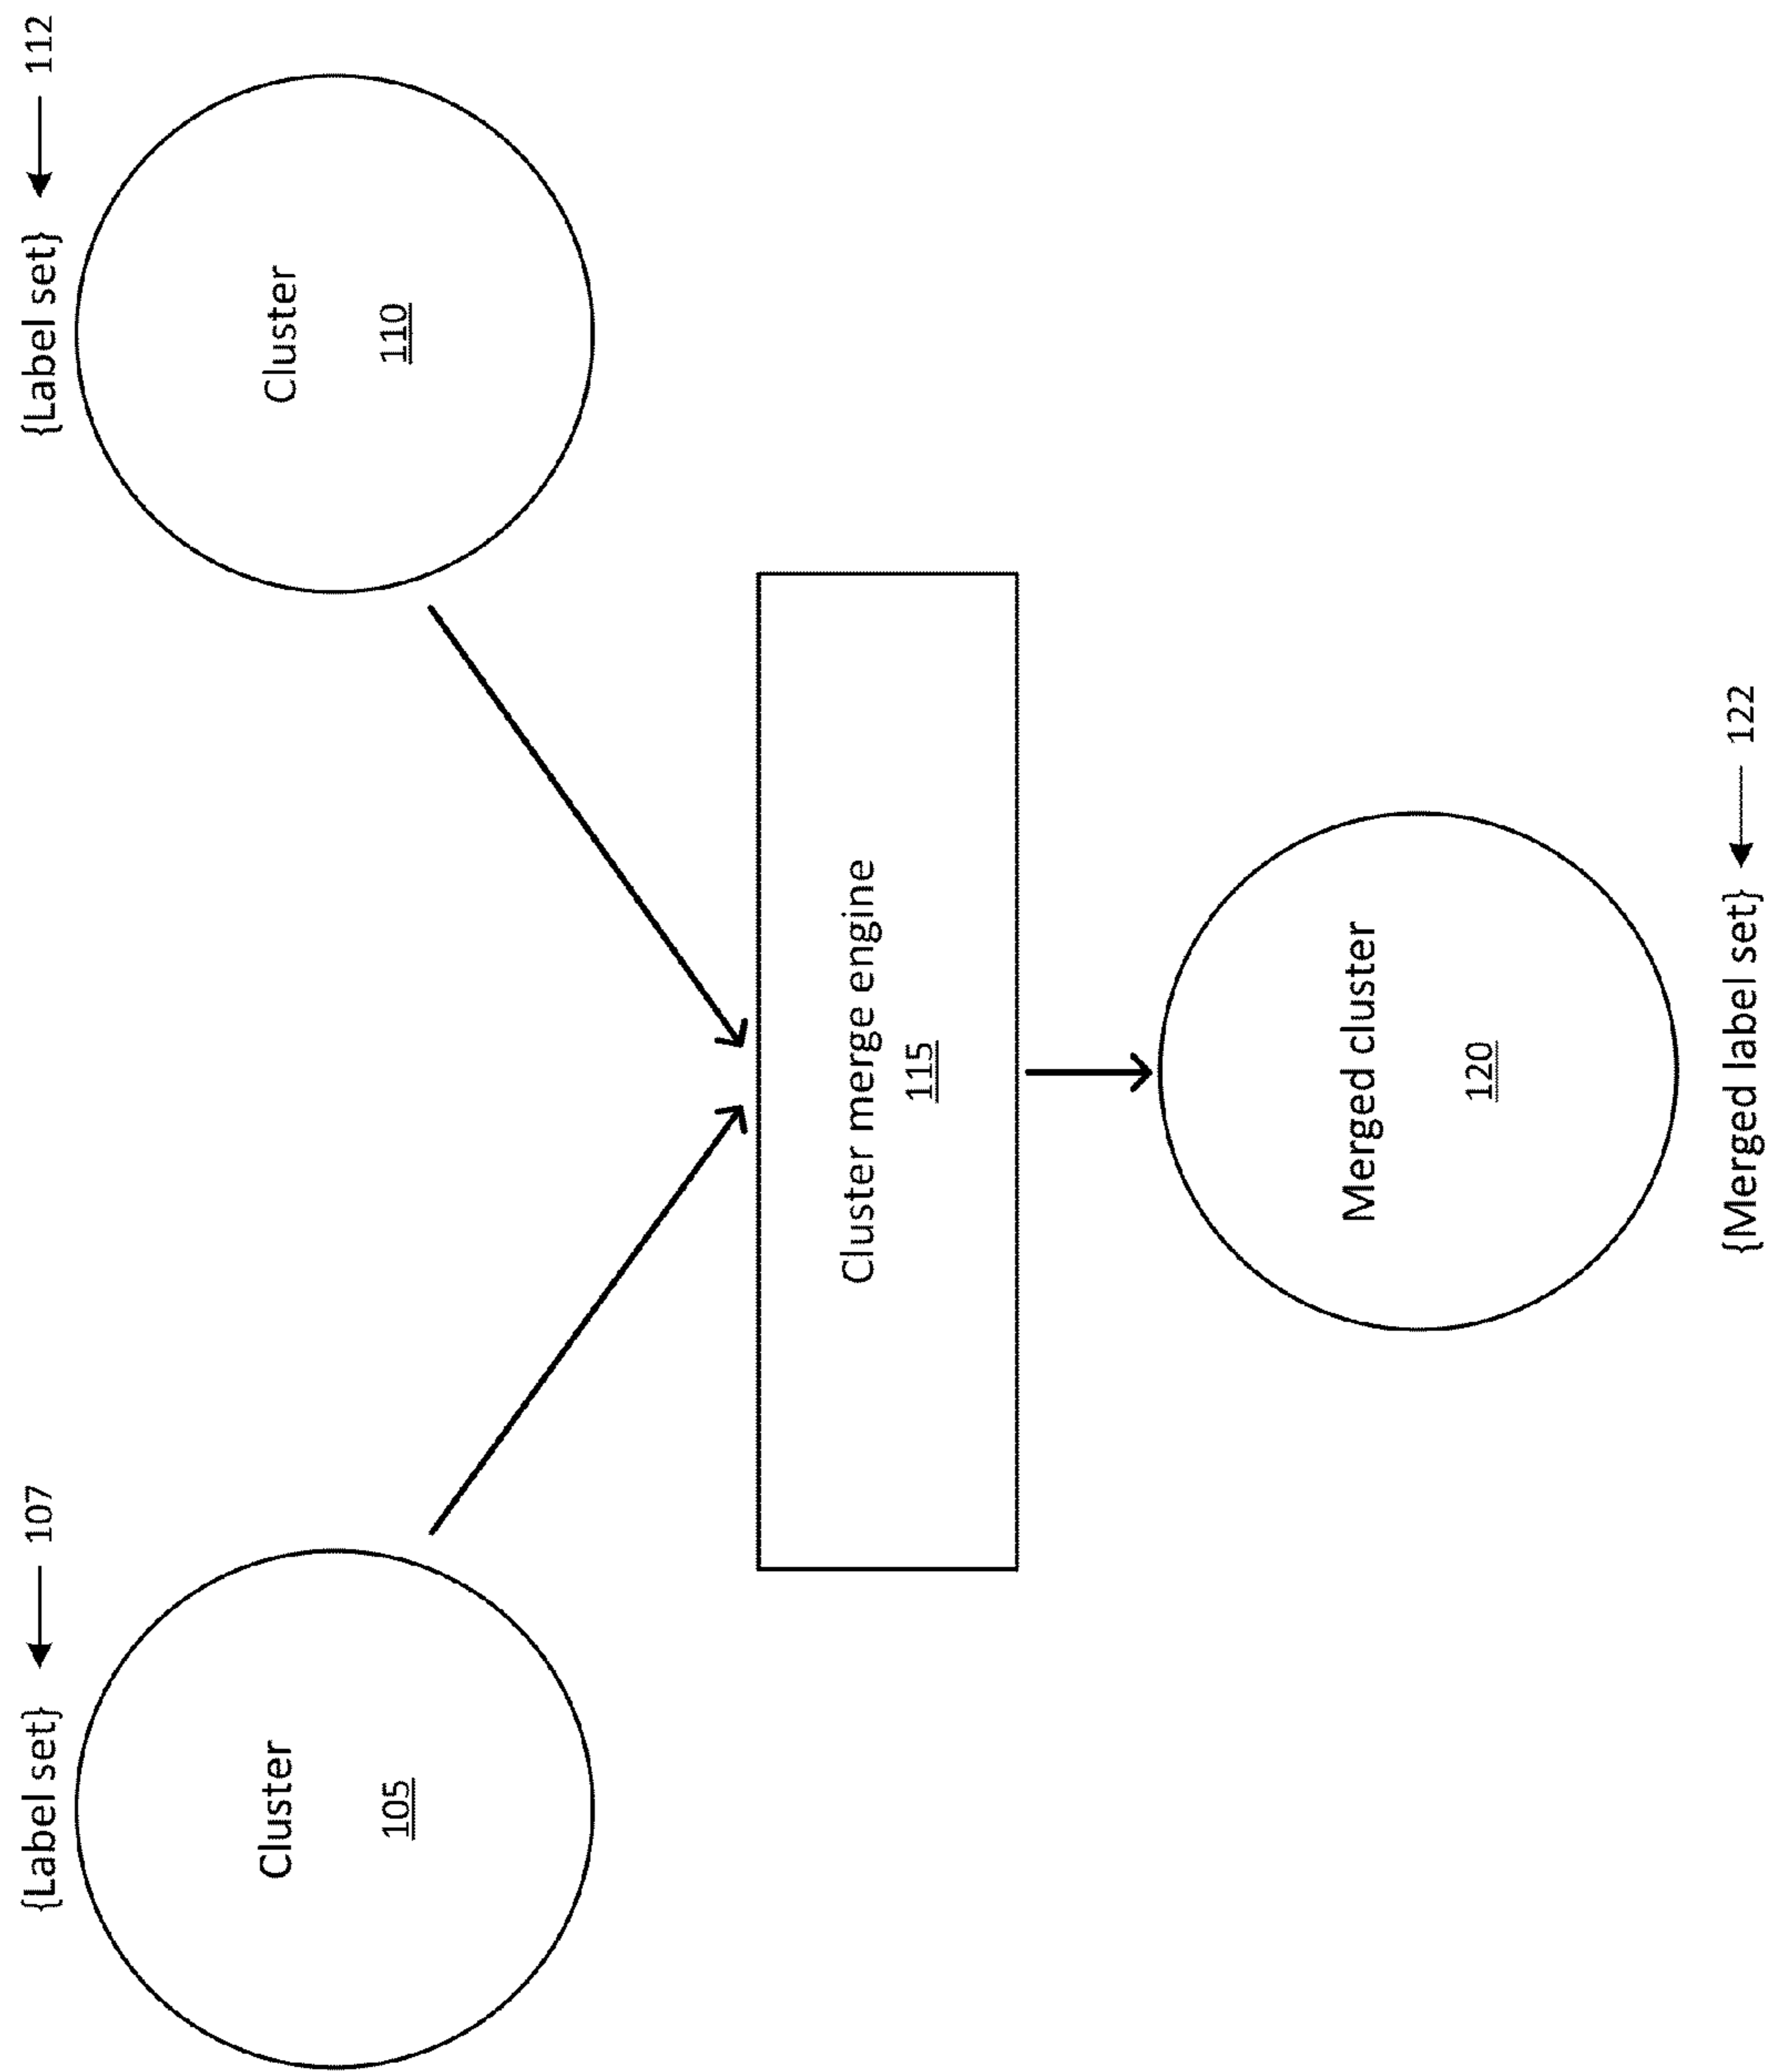 {Label set}
107
{Label set}
112
Cluster
105
Cluster
110
Cluster merge engine
115
Merged cluster
120
{Merged label set}
122